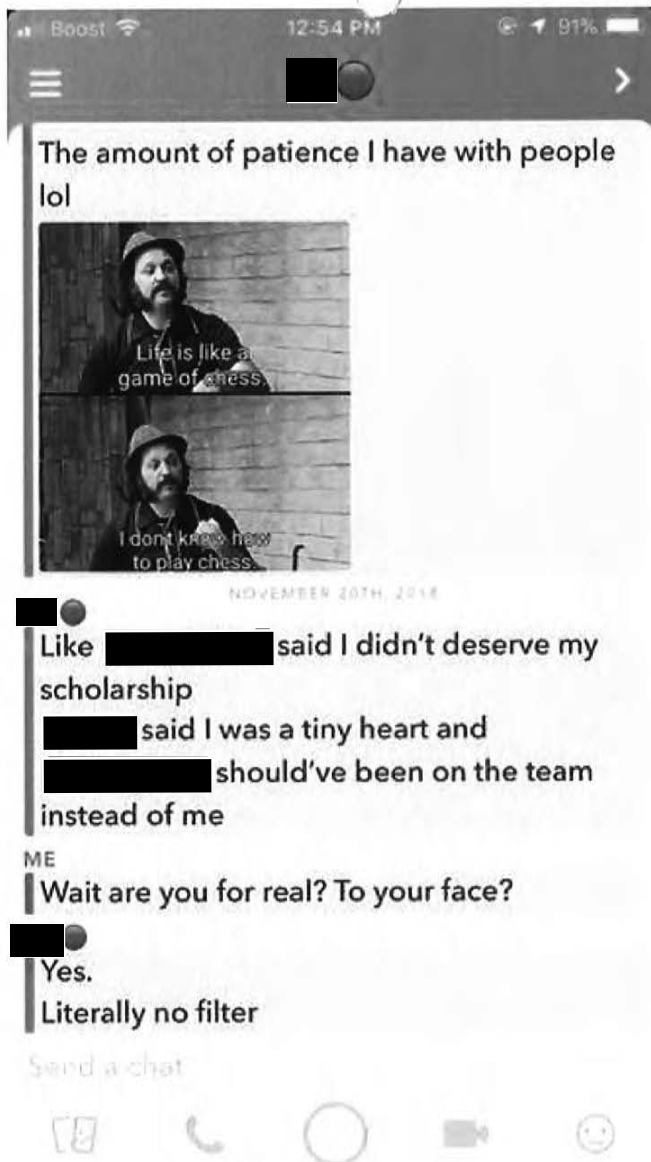 Boost 12:54 PM 91%
The amount of patience I have with people
lol
Life is like a
game of chess.
I don't know how
to play chess.
NOVEMBER 20TH, 2018
Like said I didn't deserve my
scholarship
said I was a tiny heart and
should've been on the team
instead of me
ME
Wait are you for real? To your face?
Yes.
Literally no filter
Send a chat